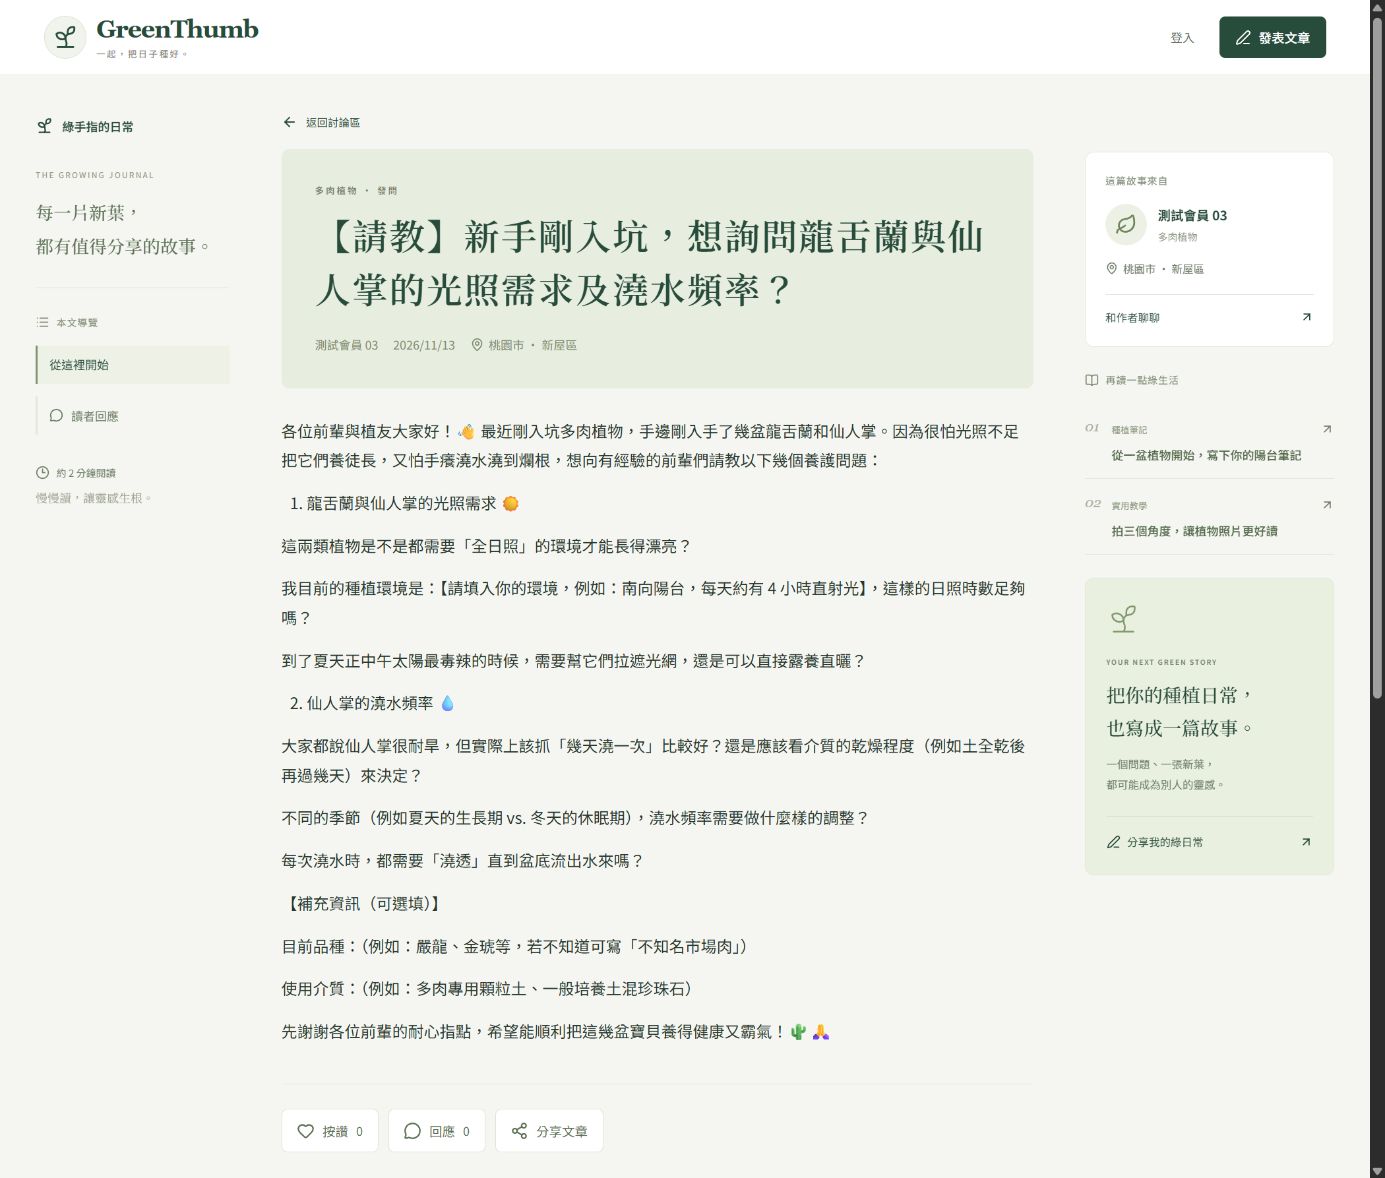 GreenThumb
一起，把日子種好。
登入
發表文章
綠手指的日常
THE GROWING JOURNAL
每一片新葉，
都有值得分享的故事。
本文導覽
從這裡開始
讀者回應
約 2 分鐘閱讀
慢慢讀，讓靈感生根。
返回討論區
多肉植物 · 發問
【請教】新手剛入坑，想詢問龍舌蘭與仙
人掌的光照需求及澆水頻率？
測試會員 03 2026/11/13 桃園市 · 新屋區
各位前輩與植友大家好！👋 最近剛入坑多肉植物，手邊剛入手了幾盆龍舌蘭和仙人掌。因為很怕光照不足
把它們養徒長，又怕手癢澆水澆到爛根，想向有經驗的前輩們請教以下幾個養護問題：
1. 龍舌蘭與仙人掌的光照需求 ☀️
這兩類植物是不是都需要「全日照」的環境才能長得漂亮？
我目前的種植環境是：【請填入你的環境，例如：南向陽台，每天約有 4 小時直射光】，這樣的日照時數足夠
嗎？
到了夏天正中午太陽最毒辣的時候，需要幫它們拉遮光網，還是可以直接露養直曬？
2. 仙人掌的澆水頻率 💧
大家都說仙人掌很耐旱，但實際上該抓「幾天澆一次」比較好？還是應該看介質的乾燥程度（例如土全乾後
再過幾天）來決定？
不同的季節（例如夏天的生長期 vs. 冬天的休眠期），澆水頻率需要做什麼樣的調整？
每次澆水時，都需要「澆透」直到盆底流出水來嗎？
【補充資訊（可選填）】
目前品種：（例如：嚴龍、金琥等，若不知道可寫「不知名市場肉」）
使用介質：（例如：多肉專用顆粒土、一般培養土混珍珠石）
先謝謝各位前輩的耐心指點，希望能順利把這幾盆寶貝養得健康又霸氣！🌵 🙏
按讚 0
回應 0
分享文章
這篇故事來自
測試會員 03
多肉植物
桃園市 · 新屋區
和作者聊聊
再讀一點綠生活
01 種植筆記
從一盆植物開始，寫下你的陽台筆記
02 實用教學
拍三個角度，讓植物照片更好讀
YOUR NEXT GREEN STORY
把你的種植日常，
也寫成一篇故事。
一個問題、一張新葉，
都可能成為別人的靈感。
分享我的綠日常